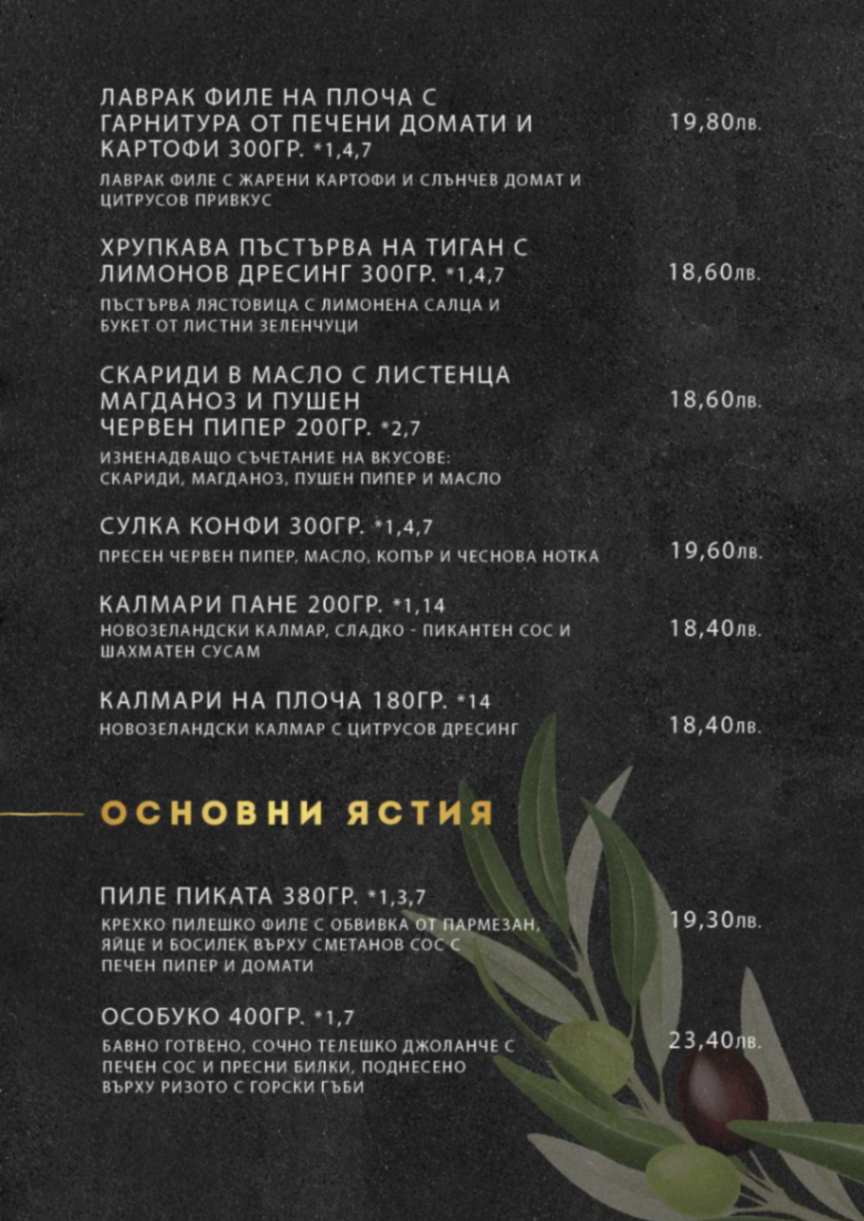 ЛАВРАК ФИЛЕ НА ПЛОЧА С
ГАРНИТУРА ОТ ПЕЧЕНИ ДОМАТИ И
КАРТОФИ 300ГР. *1,4,7
19,80лв.
ЛАВРАК ФИЛЕ С ЖАРЕНИ КАРТОФИ И СЛЪНЧЕВ ДОМАТ И
ЦИТРУСОВ ПРИВКУС
ХРУПКАВА ПЪСТЪРВА НА ТИГАН С
ЛИМОНОВ ДРЕСИНГ 300ГР. *1,4,7
18,60лв.
ПЪСТЪРВА ЛЯСТОВИЦА С ЛИМОНЕНА САЛЦА И
БУКЕТ ОТ ЛИСТНИ ЗЕЛЕНЧУЦИ
СКАРИДИ В МАСЛО С ЛИСТЕНЦА
МАГДАНОЗ И ПУШЕН
ЧЕРВЕН ПИПЕР 200ГР. *2,7
18,60лв.
ИЗНЕНАДВАЩО СЪЧЕТАНИЕ НА ВКУСОВЕ:
СКАРИДИ, МАГДАНОЗ, ПУШЕН ПИПЕР И МАСЛО
СУЛКА КОНФИ 300ГР. *1,4,7
ПРЕСЕН ЧЕРВЕН ПИПЕР, МАСЛО, КОПЪР И ЧЕСНОВА НОТКА
19,60лв.
КАЛМАРИ ПАНЕ 200ГР. *1,14
НОВОЗЕЛАНДСКИ КАЛМАР, СЛАДКО - ПИКАНТЕН СОС И
ШАХМАТЕН СУСАМ
18,40лв.
КАЛМАРИ НА ПЛОЧА 180ГР. *14
НОВОЗЕЛАНДСКИ КАЛМАР С ЦИТРУСОВ ДРЕСИНГ
18,40лв.
ОСНОВНИ ЯСТИЯ
ПИЛЕ ПИКАТА 380ГР. *1,3,7
КРЕХКО ПИЛЕШКО ФИЛЕ С ОБВИВКА ОТ ПАРМЕЗАН,
ЯЙЦЕ И БОСИЛЕК ВЪРХУ СМЕТАНОВ СОС С
ПЕЧЕН ПИПЕР И ДОМАТИ
19,30лв.
ОСОБУКО 400ГР. *1,7
БАВНО ГОТВЕНО, СОЧНО ТЕЛЕШКО ДЖОЛАНЧЕ С
ПЕЧЕН СОС И ПРЕСНИ БИЛКИ, ПОДНЕСЕНО
ВЪРХУ РИЗОТО С ГОРСКИ ГЪБИ
23,40лв.